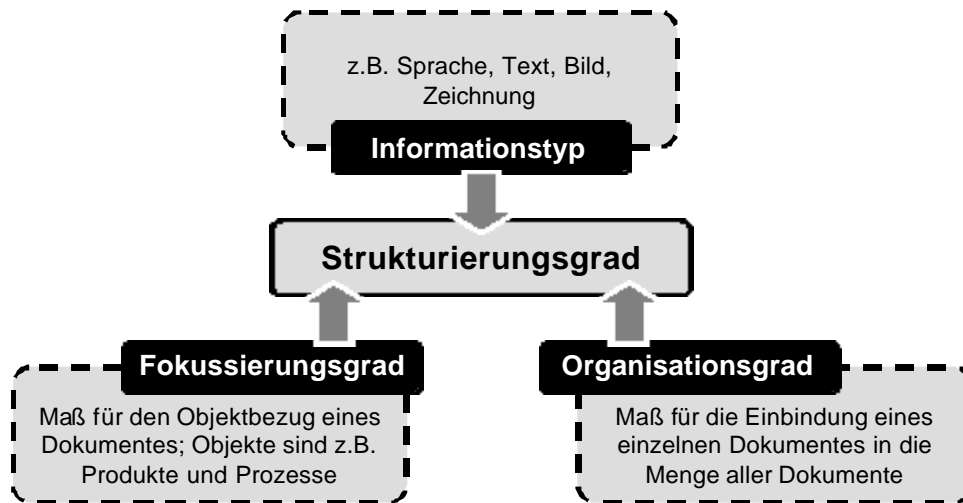 z.B. Sprache, Text, Bild,
Zeichnung
Informationstyp
Strukturierungsgrad
Fokussierungsgrad
Maß für den Objektbezug eines
Dokumentes; Objekte sind z.B.
Produkte und Prozesse
Organisationsgrad
Maß für die Einbindung eines
einzelnen Dokumentes in die
Menge aller Dokumente